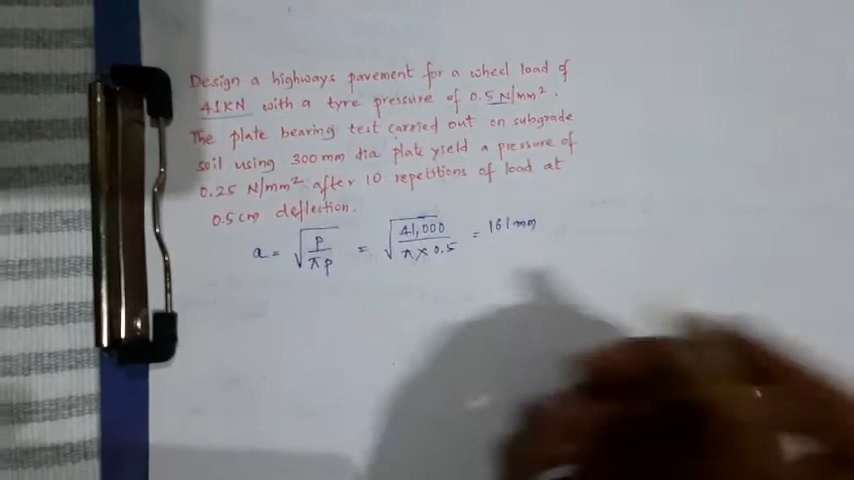 Design a highways pavement for a wheel load of
41KN with a tyre pressure of 0.5 N/mm².
The plate bearing test carried out on subgrade
soil using 300mm dia plate yield a pressure of
0.25 N/mm² after 10 repetitions of load at
0.5cm deflection.
a = √(P/πp) = √(41,000/π×0.5) = 161mm